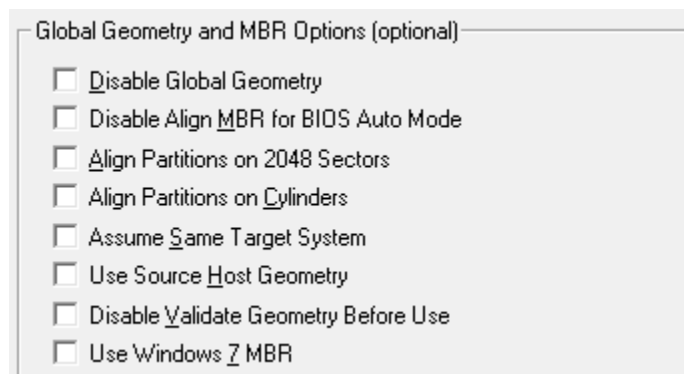 Global Geometry and MBR Options (optional)
Disable Global Geometry
Disable Align MBR for BIOS Auto Mode
Align Partitions on 2048 Sectors
Align Partitions on Cylinders
Assume Same Target System
Use Source Host Geometry
Disable Validate Geometry Before Use
Use Windows 7 MBR